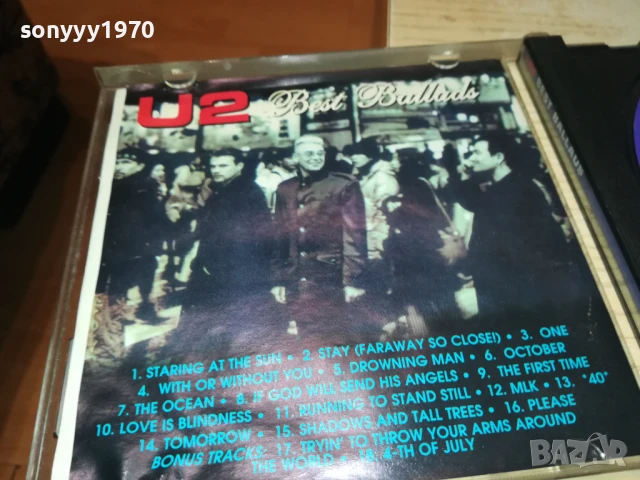 sonyyy1970
U2 Best Ballads
BEST BALLADS
1. STARING AT THE SUN • 2. STAY (FARAWAY SO CLOSE!) • 3. ONE
4. WITH OR WITHOUT YOU • 5. DROWNING MAN • 6. OCTOBER
7. THE OCEAN • 8. IF GOD WILL SEND HIS ANGELS • 9. THE FIRST TIME
10. LOVE IS BLINDNESS • 11. RUNNING TO STAND STILL • 12. MLK • 13. "40"
14. TOMORROW • 15. SHADOWS AND TALL TREES • 16. PLEASE
BONUS TRACKS: 17. TRYIN' TO THROW YOUR ARMS AROUND
THE WORLD • 18. 4-TH OF JULY
bazar